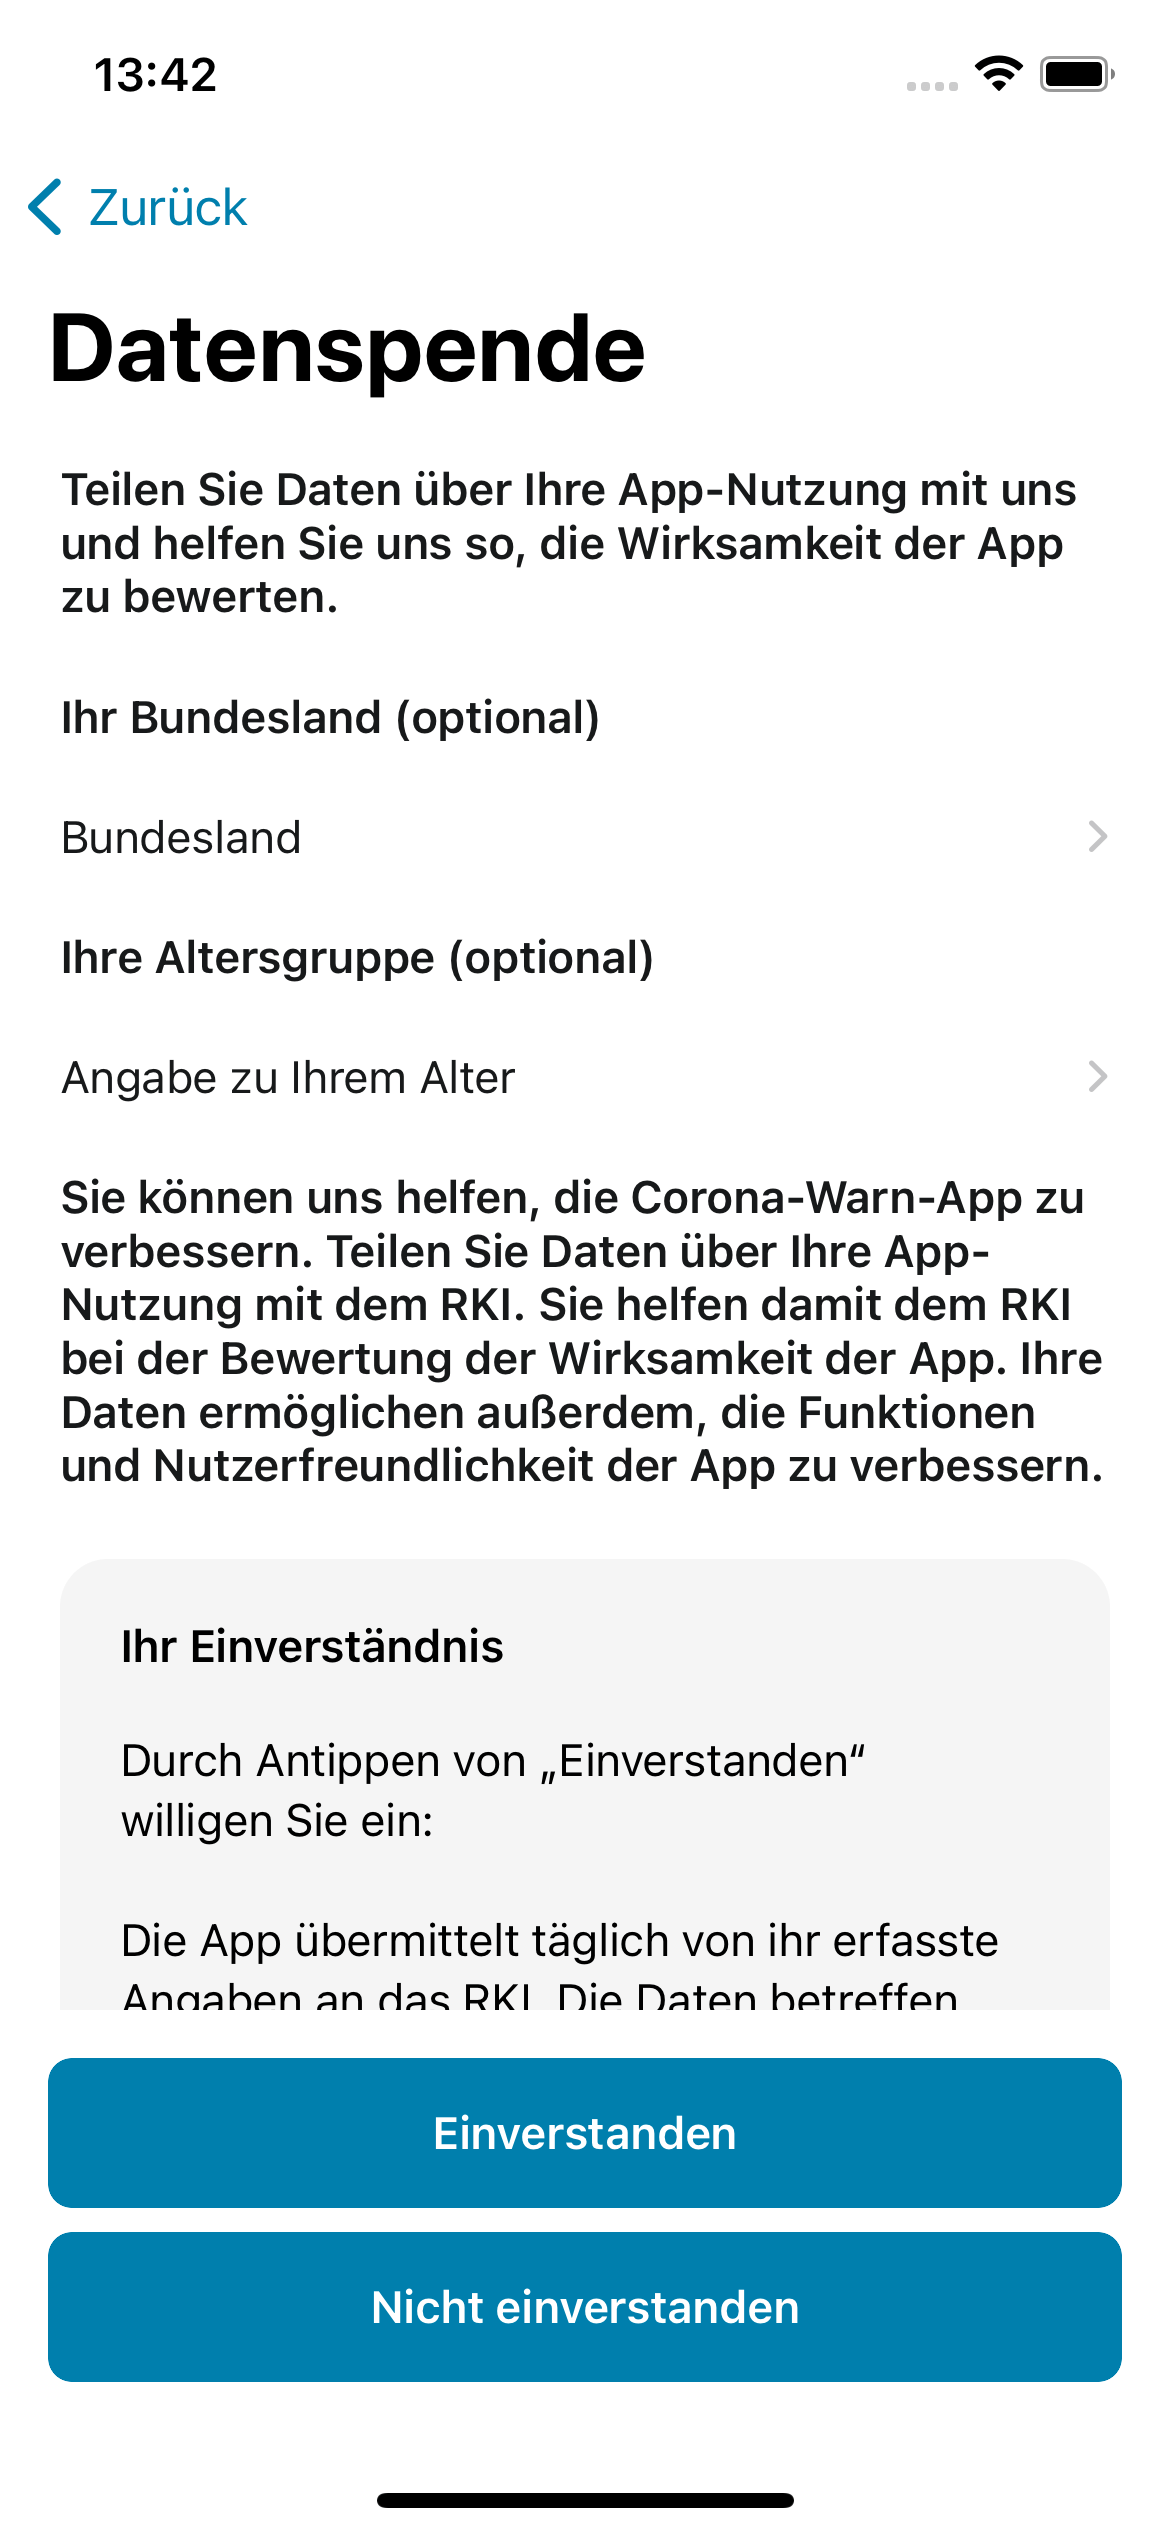 13:42
Zurück
Datenspende
Teilen Sie Daten über Ihre App-Nutzung mit uns
und helfen Sie uns so, die Wirksamkeit der App
zu bewerten.
Ihr Bundesland (optional)
Bundesland
Ihre Altersgruppe (optional)
Angabe zu Ihrem Alter
Sie können uns helfen, die Corona-Warn-App zu
verbessern. Teilen Sie Daten über Ihre App-
Nutzung mit dem RKI. Sie helfen damit dem RKI
bei der Bewertung der Wirksamkeit der App. Ihre
Daten ermöglichen außerdem, die Funktionen
und Nutzerfreundlichkeit der App zu verbessern.
Ihr Einverständnis
Durch Antippen von „Einverstanden“
willigen Sie ein:
Die App übermittelt täglich von ihr erfasste
Angaben an das RKI. Die Daten betreffen
Einverstanden
Nicht einverstanden